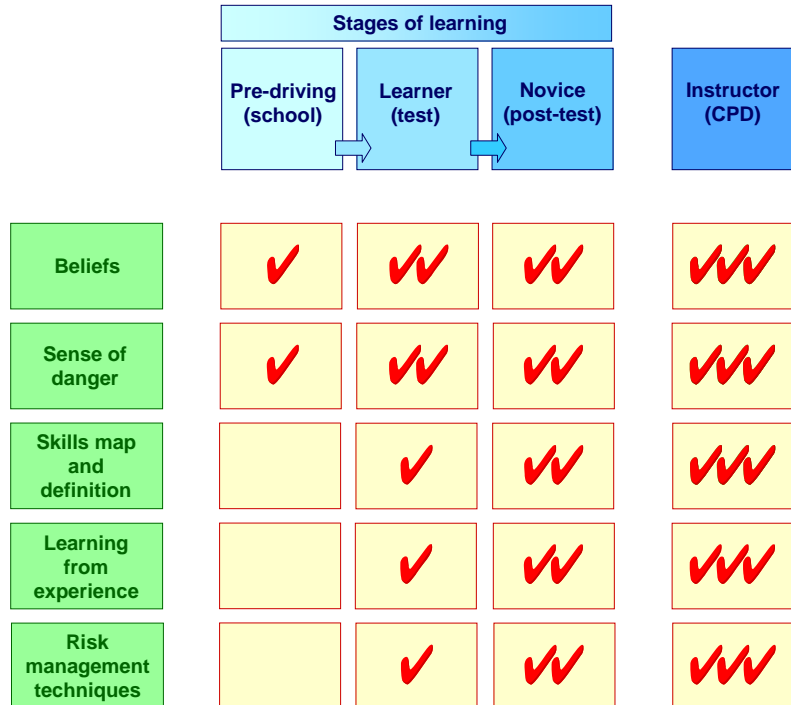 Stages of learning
Pre-driving
(school)
Learner
(test)
Novice
(post-test)
Instructor
(CPD)
Beliefs
Sense of
danger
Skills map
and
definition
Learning
from
experience
Risk
management
techniques